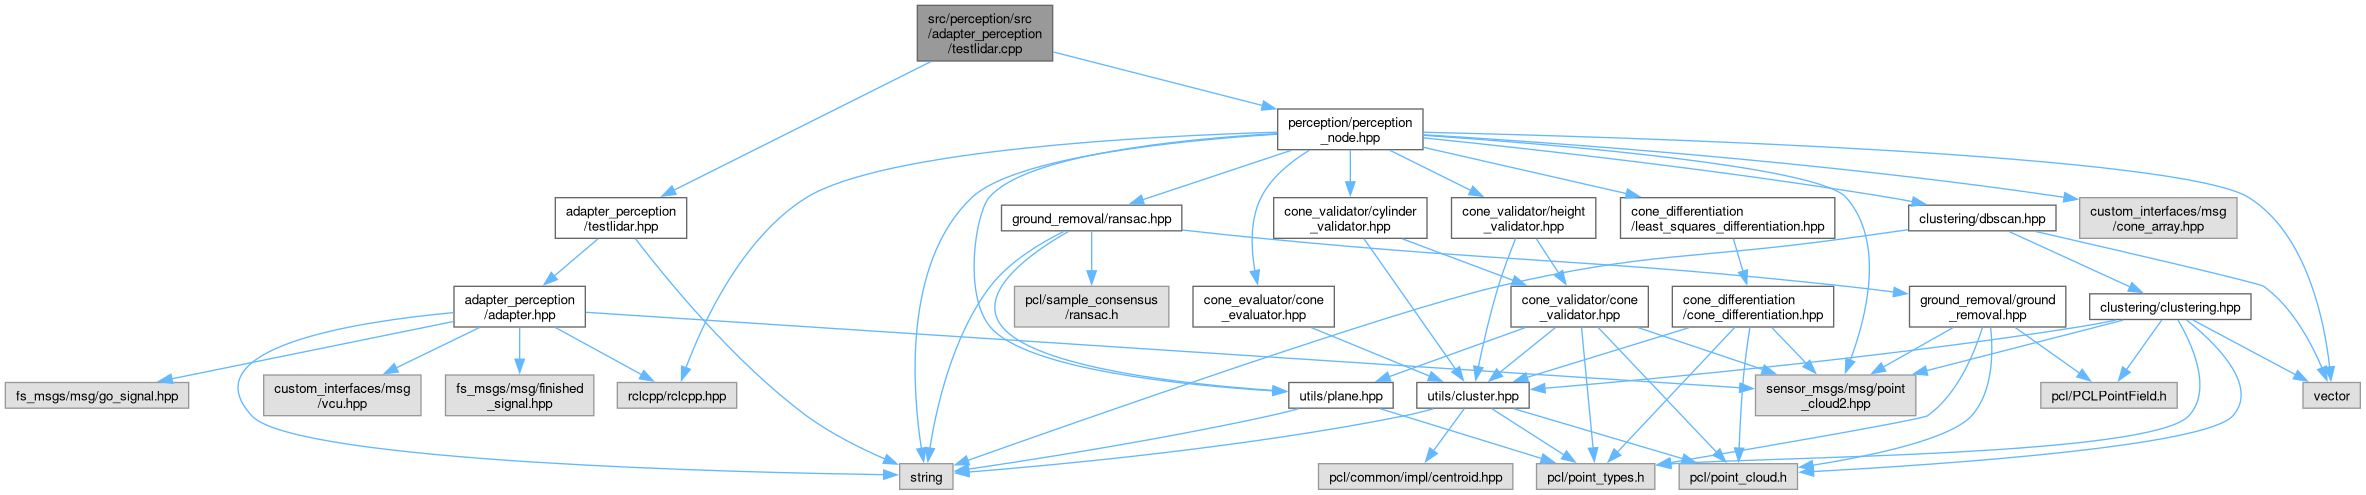 src/perception/src
/adapter_perception
/testlidar.cpp
perception/perception
_node.hpp
adapter_perception
/testlidar.hpp
ground_removal/ransac.hpp
cone_validator/cylinder
_validator.hpp
cone_validator/height
_validator.hpp
cone_differentiation
/least_squares_differentiation.hpp
clustering/dbscan.hpp
custom_interfaces/msg
/cone_array.hpp
adapter_perception
/adapter.hpp
pcl/sample_consensus
/ransac.h
cone_evaluator/cone
_evaluator.hpp
cone_validator/cone
_validator.hpp
cone_differentiation
/cone_differentiation.hpp
ground_removal/ground
_removal.hpp
clustering/clustering.hpp
fs_msgs/msg/go_signal.hpp
custom_interfaces/msg
/vcu.hpp
fs_msgs/msg/finished
_signal.hpp
rclcpp/rclcpp.hpp
utils/plane.hpp
utils/cluster.hpp
sensor_msgs/msg/point
_cloud2.hpp
pcl/PCLPointField.h
vector
string
pcl/common/impl/centroid.hpp
pcl/point_types.h
pcl/point_cloud.h